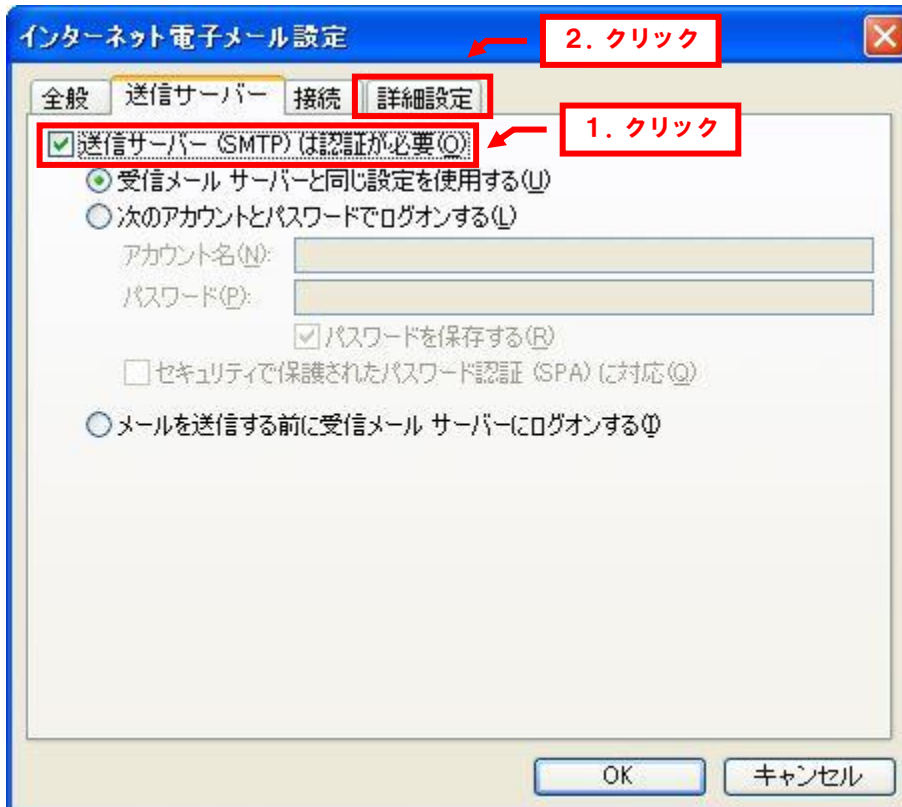 インターネット電子メール設定
2. クリック
全般 送信サーバー 接続 詳細設定
1. クリック
送信サーバー (SMTP) は認証が必要(O)
受信メール サーバーと同じ設定を使用する(U)
次のアカウントとパスワードでログオンする(L)
アカウント名(N):
パスワード(P):
パスワードを保存する(R)
セキュリティで保護されたパスワード認証 (SPA) に対応(Q)
メールを送信する前に受信メール サーバーにログオンする(I)
OK キャンセル